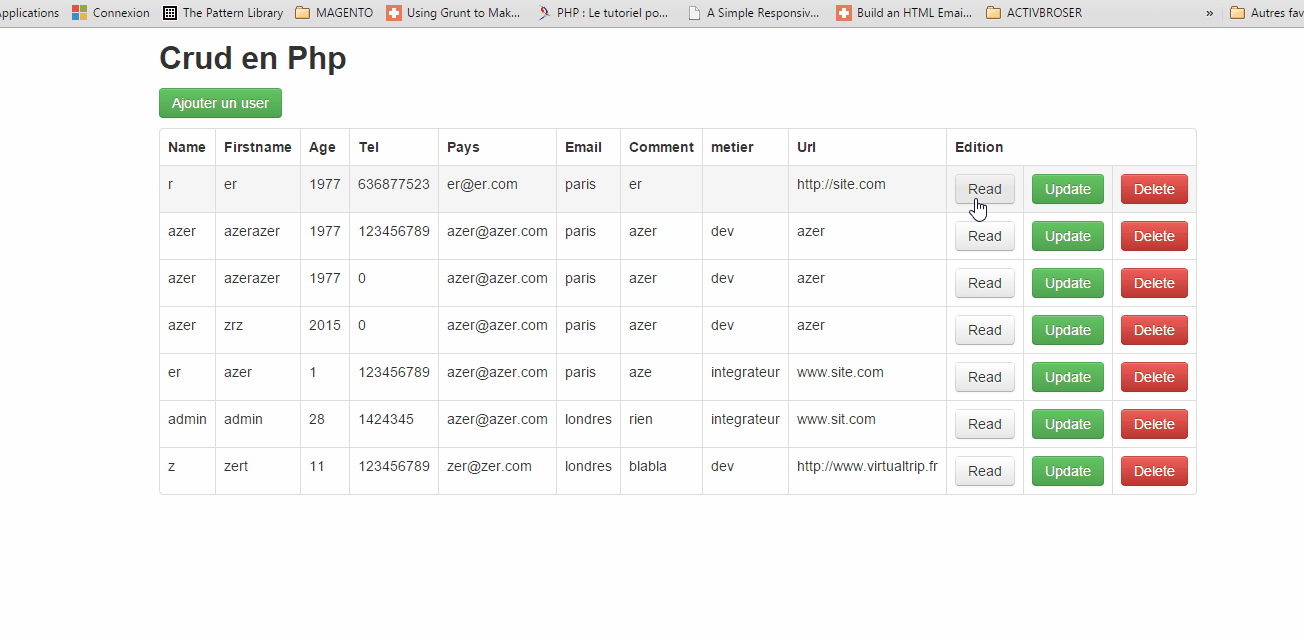 pplications Connexion The Pattern Library MAGENTO Using Grunt to Mak... PHP : Le tutoriel po... A Simple Responsiv... Build an HTML Emai... ACTIVBROSER » Autres fav
Crud en Php
Ajouter un user
Name Firstname Age Tel Pays Email Comment metier Url Edition
r er 1977 636877523 er@er.com paris er http://site.com Read Update Delete
azer azerazer 1977 123456789 azer@azer.com paris azer dev azer Read Update Delete
azer azerazer 1977 0 azer@azer.com paris azer dev azer Read Update Delete
azer zrz 2015 0 azer@azer.com paris azer dev azer Read Update Delete
er azer 1 123456789 azer@azer.com paris aze integrateur www.site.com Read Update Delete
admin admin 28 1424345 azer@azer.com londres rien integrateur www.sit.com Read Update Delete
z zert 11 123456789 zer@zer.com londres blabla dev http://www.virtualtrip.fr Read Update Delete